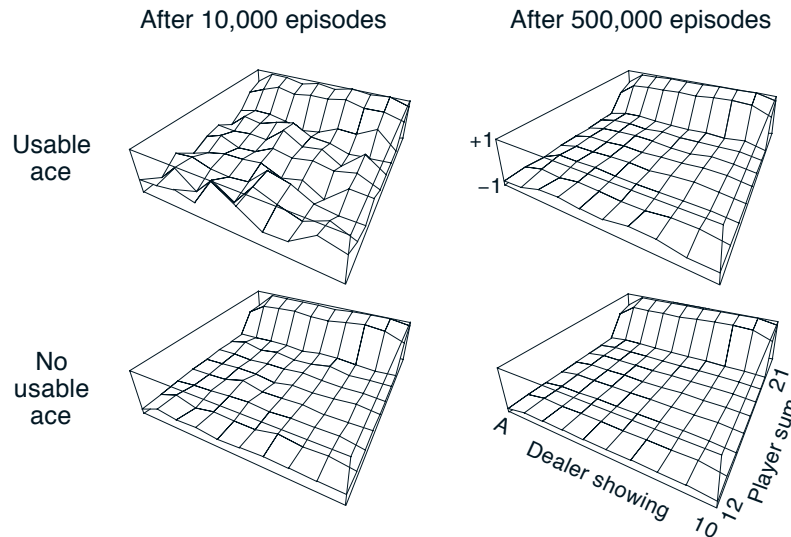 After 10,000 episodes
After 500,000 episodes
Usable
ace
+1
−1
No
usable
ace
A
Dealer showing
10
12
Player sum
21